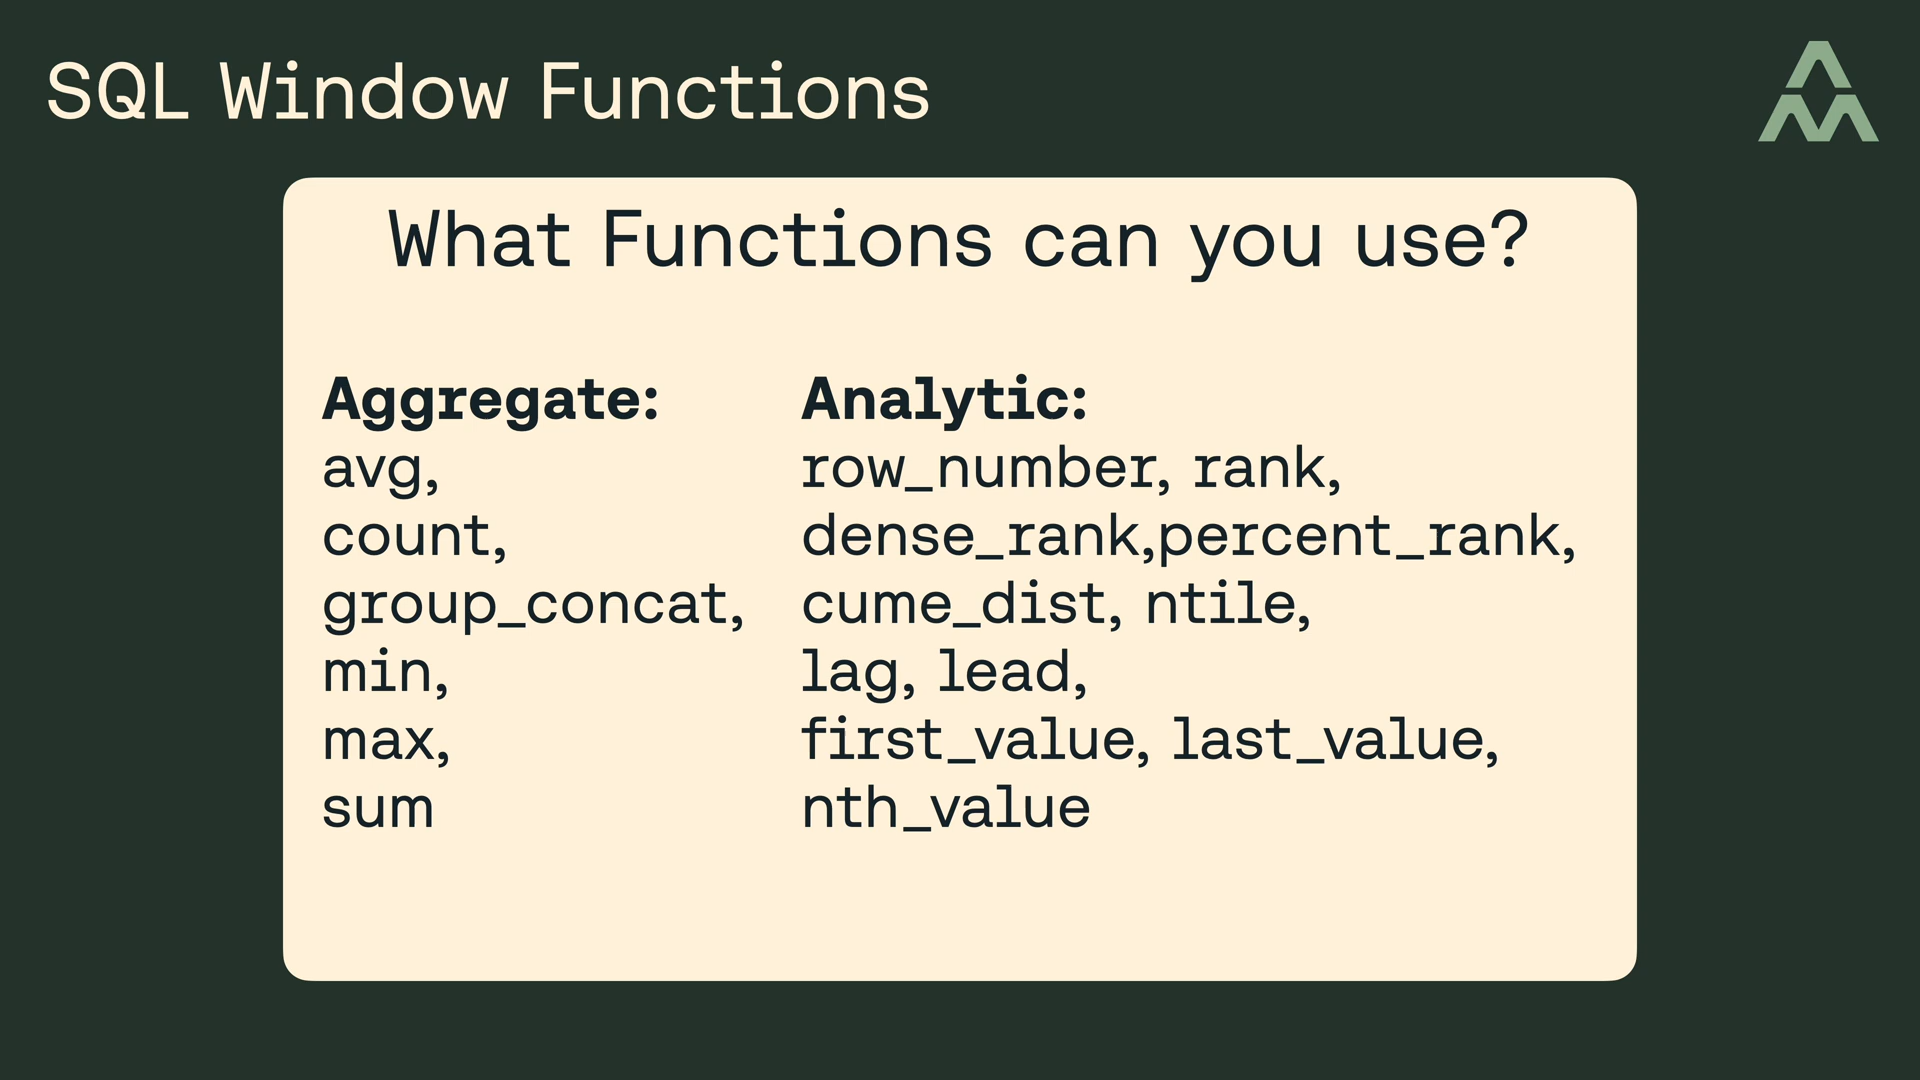 SQL Window Functions
What Functions can you use?
Aggregate:
avg,
count,
group_concat,
min,
max,
sum
Analytic:
row_number, rank,
dense_rank,percent_rank,
cume_dist, ntile,
lag, lead,
first_value, last_value,
nth_value